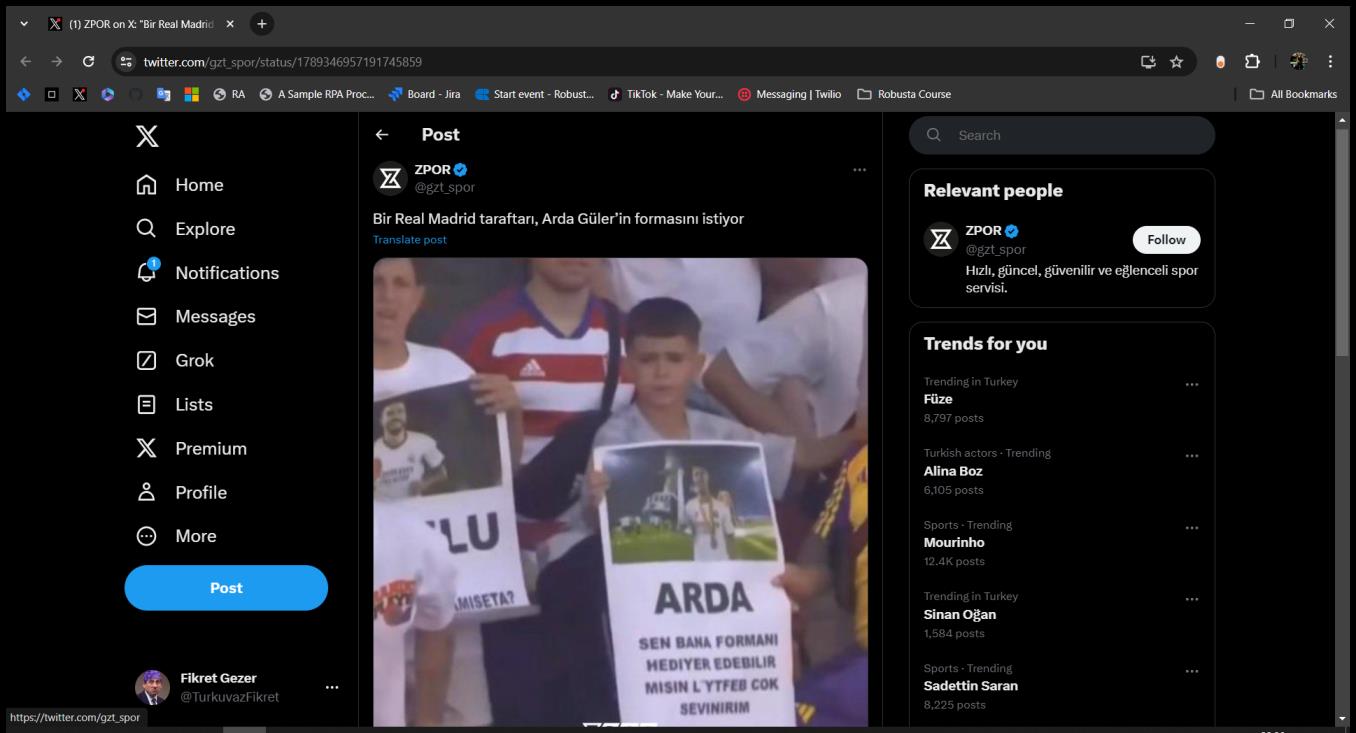 (1) ZPOR on X: "Bir Real Madrid
twitter.com/gzt_spor/status/1789346957191745859
RA
A Sample RPA Proc...
Board - Jira
Start event - Robust...
TikTok - Make Your...
Messaging | Twilio
Robusta Course
All Bookmarks
Home
Explore
1
Notifications
Messages
Grok
Lists
Premium
Profile
More
Post
Fikret Gezer
@TurkuvazFikret
https://twitter.com/gzt_spor
Post
ZPOR
@gzt_spor
Bir Real Madrid taraftarı, Arda Güler'in formasını istiyor
Translate post
LU
AMISETA?
ARDA
SEN BANA FORMANI
HEDIYER EDEBILIR
MISIN L'YTFEB COK
SEVINIRIM
Search
Relevant people
ZPOR
@gzt_spor
Follow
Hızlı, güncel, güvenilir ve eğlenceli spor
servisi.
Trends for you
Trending in Turkey
Füze
8,797 posts
Turkish actors · Trending
Alina Boz
6,105 posts
Sports · Trending
Mourinho
12.4K posts
Trending in Turkey
Sinan Oğan
1,584 posts
Sports · Trending
Sadettin Saran
8,225 posts